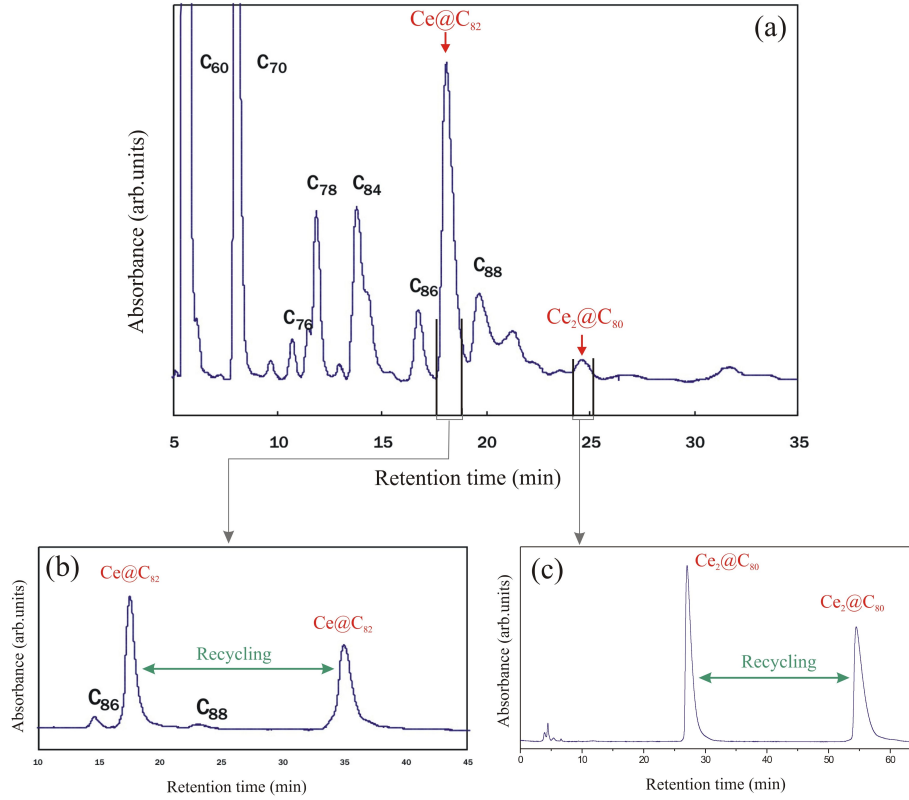 Ce@C₈₂
(a)
C₆₀
C₇₀
C₇₈
C₈₄
C₇₆
C₈₆
C₈₈
Ce₂@C₈₀
Absorbance (arb.units)
5 10 15 20 25 30 35
Retention time (min)
(b)
Ce@C₈₂
Ce@C₈₂
Recycling
C₈₆
C₈₈
Absorbance (arb.units)
10 15 20 25 30 35 40 45
Retention time (min)
(c)
Ce₂@C₈₀
Ce₂@C₈₀
Recycling
Absorbance (arb.units)
0 10 20 30 40 50 60
Retention time (min)